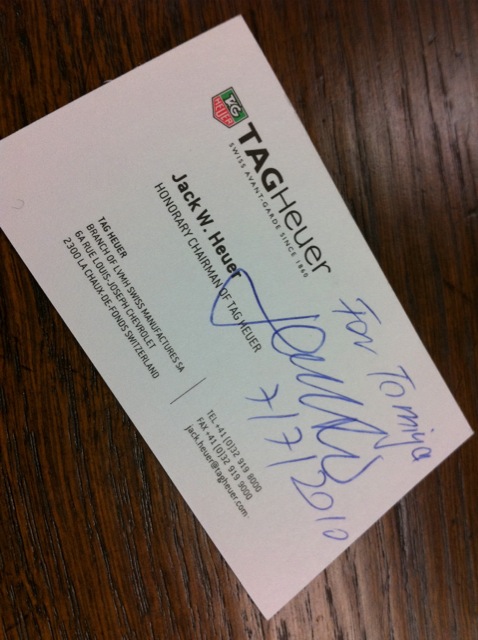 TAG
HEUER
TAGHeuer
SWISS AVANT-GARDE SINCE 1860
Jack W. Heuer
HONORARY CHAIRMAN OF TAG HEUER
For Tomiya
7/7/2010
TAG HEUER
BRANCH OF LVMH SWISS MANUFACTURES SA
6A RUE LOUIS-JOSEPH CHEVROLET
2300 LA CHAUX-DE-FONDS SWITZERLAND
TEL +41 (0)32 919 8000
FAX +41 (0)32 919 9000
jack.heuer@tagheuer.com